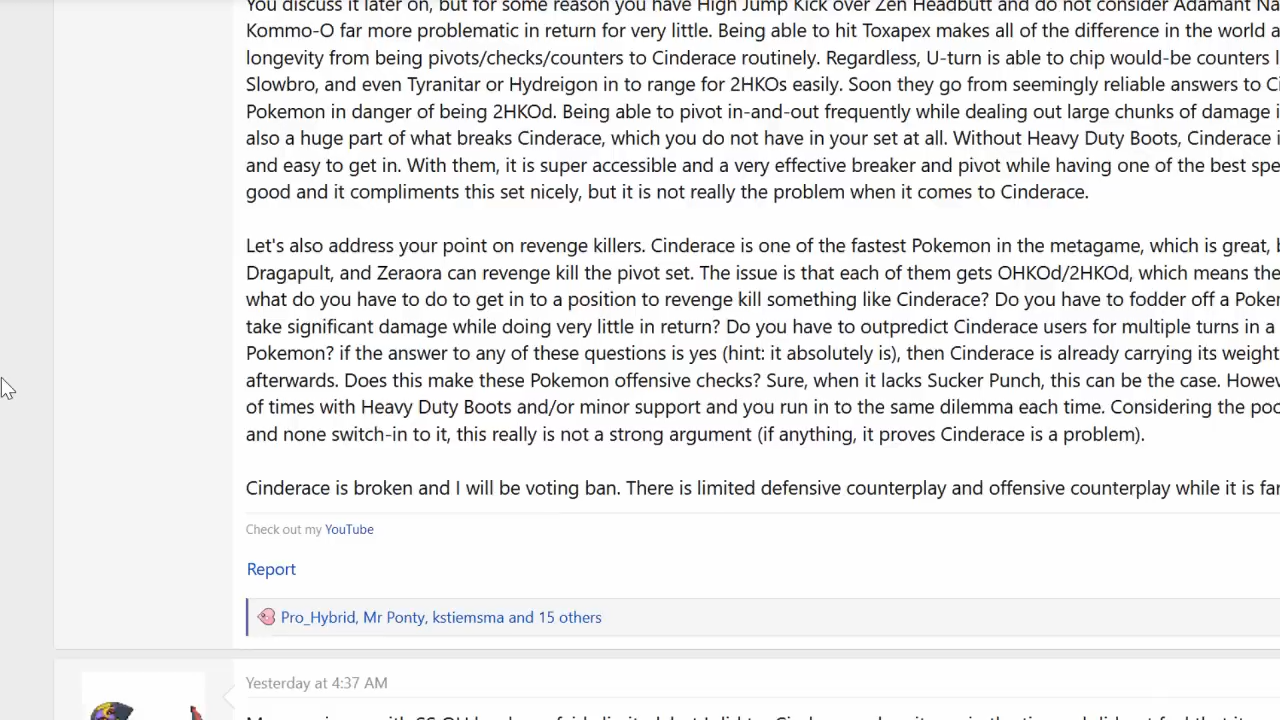 You discuss it later on, but for some reason you have High Jump Kick over Zen Headbutt and do not consider Adamant Na
Kommo-O far more problematic in return for very little. Being able to hit Toxapex makes all of the difference in the world a
longevity from being pivots/checks/counters to Cinderace routinely. Regardless, U-turn is able to chip would-be counters l
Slowbro, and even Tyranitar or Hydreigon in to range for 2HKOs easily. Soon they go from seemingly reliable answers to Ci
Pokemon in danger of being 2HKOd. Being able to pivot in-and-out frequently while dealing out large chunks of damage i
also a huge part of what breaks Cinderace, which you do not have in your set at all. Without Heavy Duty Boots, Cinderace i
and easy to get in. With them, it is super accessible and a very effective breaker and pivot while having one of the best spe
good and it compliments this set nicely, but it is not really the problem when it comes to Cinderace.
Let's also address your point on revenge killers. Cinderace is one of the fastest Pokemon in the metagame, which is great, b
Dragapult, and Zeraora can revenge kill the pivot set. The issue is that each of them gets OHKOd/2HKOd, which means the
what do you have to do to get in to a position to revenge kill something like Cinderace? Do you have to fodder off a Poke
take significant damage while doing very little in return? Do you have to outpredict Cinderace users for multiple turns in a
Pokemon? if the answer to any of these questions is yes (hint: it absolutely is), then Cinderace is already carrying its weight
afterwards. Does this make these Pokemon offensive checks? Sure, when it lacks Sucker Punch, this can be the case. Howev
of times with Heavy Duty Boots and/or minor support and you run in to the same dilemma each time. Considering the poo
and none switch-in to it, this really is not a strong argument (if anything, it proves Cinderace is a problem).
Cinderace is broken and I will be voting ban. There is limited defensive counterplay and offensive counterplay while it is far
Check out my YouTube
Report
Pro_Hybrid, Mr Ponty, kstiemsma and 15 others
Yesterday at 4:37 AM